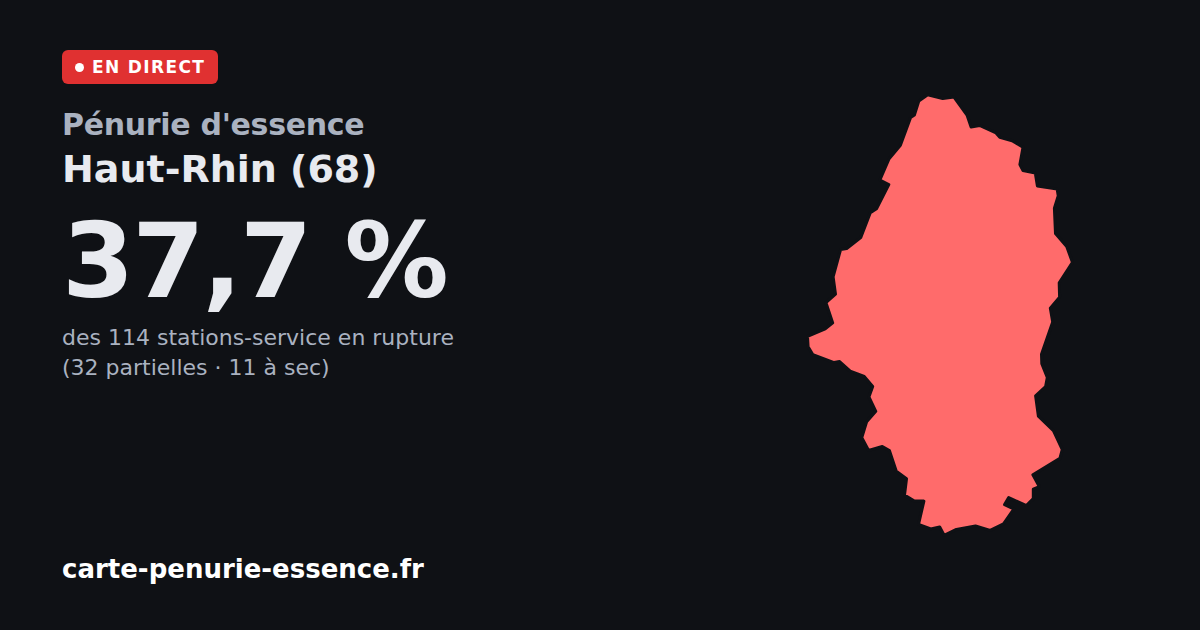 EN DIRECT
Pénurie d'essence
Haut-Rhin (68)
37,7 %
des 114 stations-service en rupture
(32 partielles · 11 à sec)
carte-penurie-essence.fr